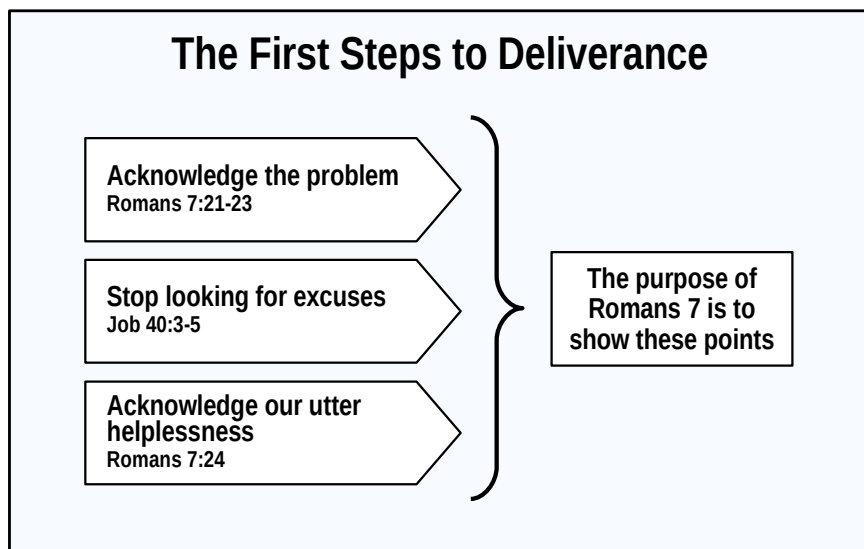 The First Steps to Deliverance
Acknowledge the problem
Romans 7:21-23
Stop looking for excuses
Job 40:3-5
Acknowledge our utter
helplessness
Romans 7:24
The purpose of
Romans 7 is to
show these points